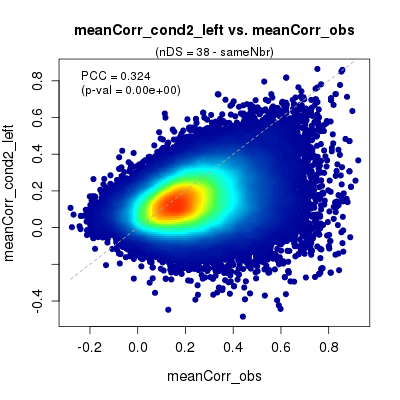 meanCorr_cond2_left vs. meanCorr_obs
(nDS = 38 - sameNbr)
PCC = 0.324
(p-val = 0.00e+00)
meanCorr_cond2_left
0.8
0.6
0.4
0.2
0.0
-0.4
-0.2 0.0 0.2 0.4 0.6 0.8
meanCorr_obs